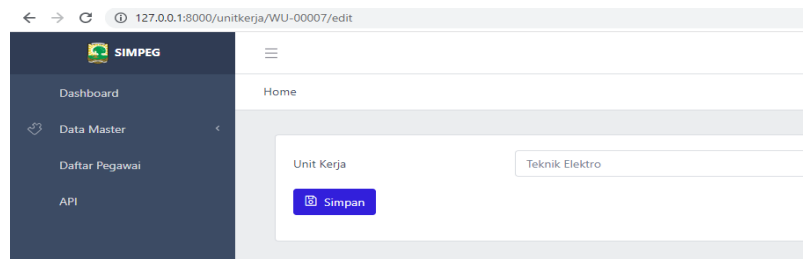 127.0.0.1:8000/unitkerja/WU-00007/edit
SIMPEG
Dashboard
Home
Data Master
Daftar Pegawai
API
Unit Kerja
Teknik Elektro
Simpan